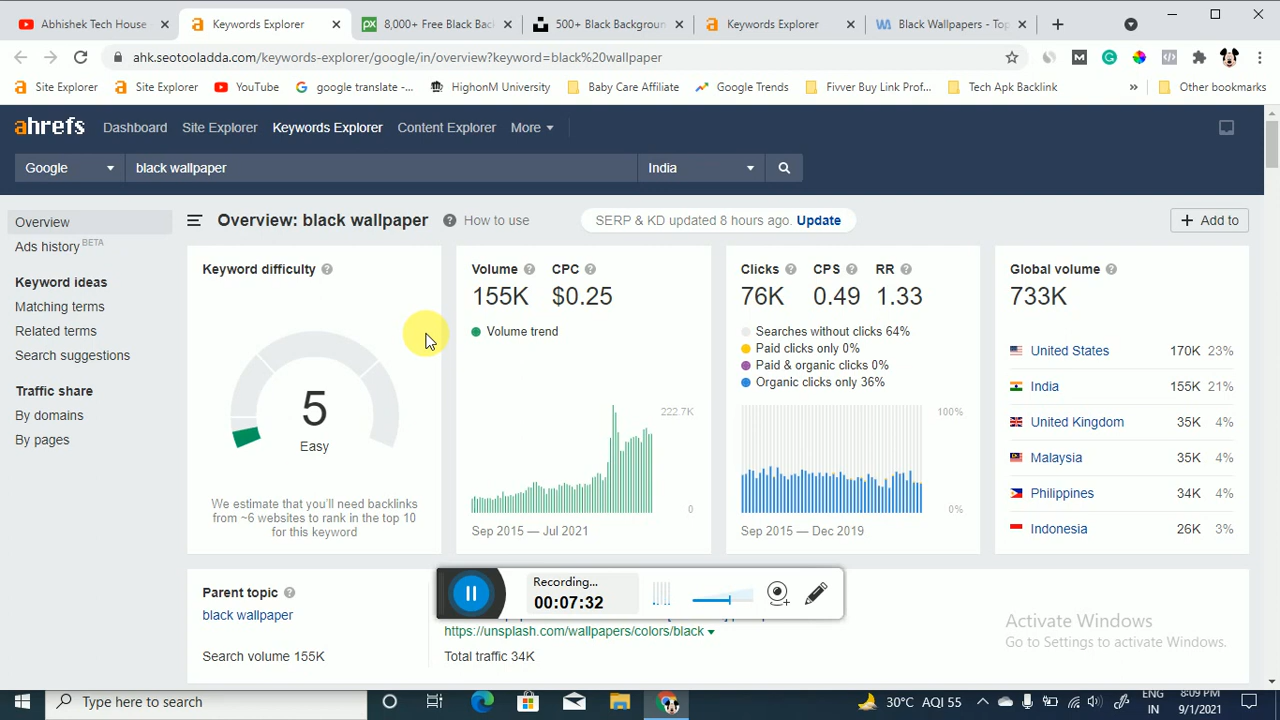 Abhishek Tech House
Keywords Explorer
8,000+ Free Black Bac
500+ Black Backgroun
Keywords Explorer
Black Wallpapers - Top
ahk.seotooladda.com/keywords-explorer/google/in/overview?keyword=black%20wallpaper
Site Explorer
Site Explorer
YouTube
google translate -...
HighonM University
Baby Care Affiliate
Google Trends
Fivver Buy Link Prof...
Tech Apk Backlink
»
Other bookmarks
ahrefs
Dashboard
Site Explorer
Keywords Explorer
Content Explorer
More
Google
black wallpaper
India
Overview
Ads history BETA
Keyword ideas
Matching terms
Related terms
Search suggestions
Traffic share
By domains
By pages
Overview: black wallpaper
? How to use
SERP & KD updated 8 hours ago. Update
+ Add to
Keyword difficulty ?
5
Easy
We estimate that you'll need backlinks
from ~6 websites to rank in the top 10
for this keyword
Volume ? CPC ?
155K $0.25
Volume trend
222.7K
0
Sep 2015 — Jul 2021
Clicks ? CPS ? RR ?
76K 0.49 1.33
Searches without clicks 64%
Paid clicks only 0%
Paid & organic clicks 0%
Organic clicks only 36%
100%
0%
Sep 2015 — Dec 2019
Global volume ?
733K
United States 170K 23%
India 155K 21%
United Kingdom 35K 4%
Malaysia 35K 4%
Philippines 34K 4%
Indonesia 26K 3%
Parent topic ?
black wallpaper
Search volume 155K
https://unsplash.com/wallpapers/colors/black
Total traffic 34K
Recording...
00:07:32
Activate Windows
Go to Settings to activate Windows.
Type here to search
30°C AQI 55
ENG
IN
8:09 PM
9/1/2021